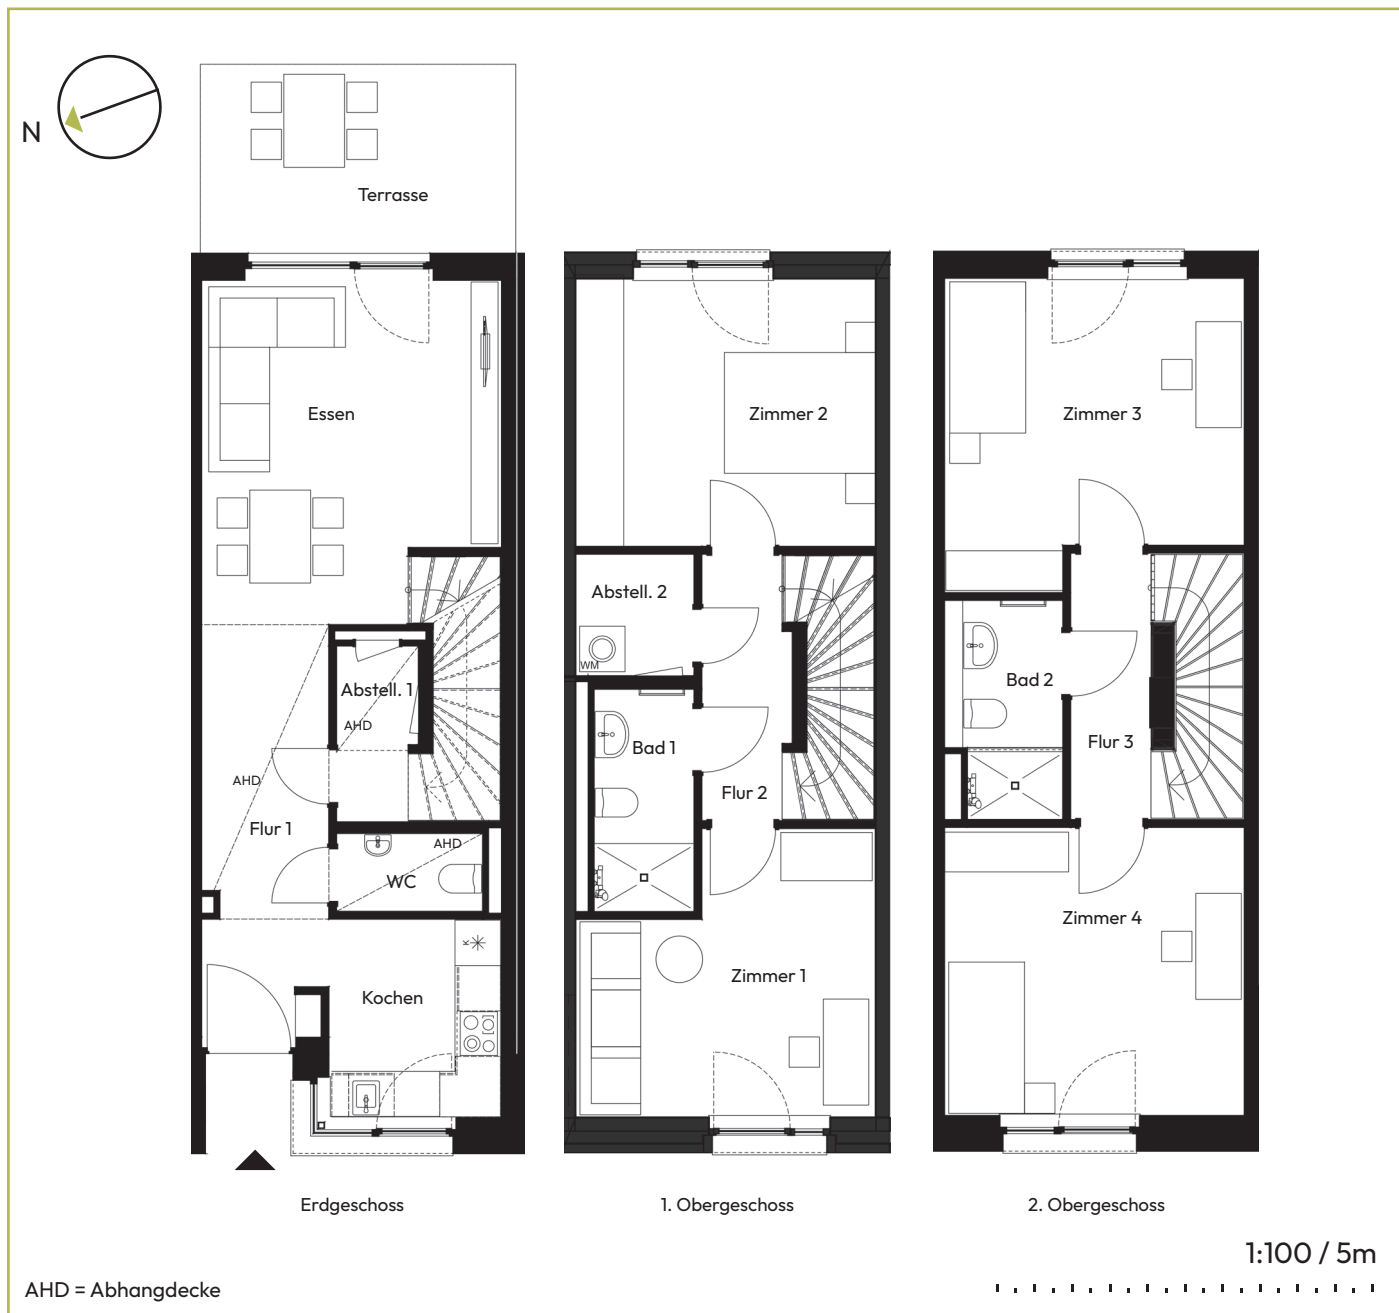 N
Terrasse
Essen
Abstell. 1
AHD
AHD
Flur 1
AHD
WC
K
Kochen
Erdgeschoss
Zimmer 2
Abstell. 2
WM
Bad 1
Flur 2
Zimmer 1
1. Obergeschoss
Zimmer 3
Bad 2
Flur 3
Zimmer 4
2. Obergeschoss
1:100 / 5m
AHD = Abhangdecke